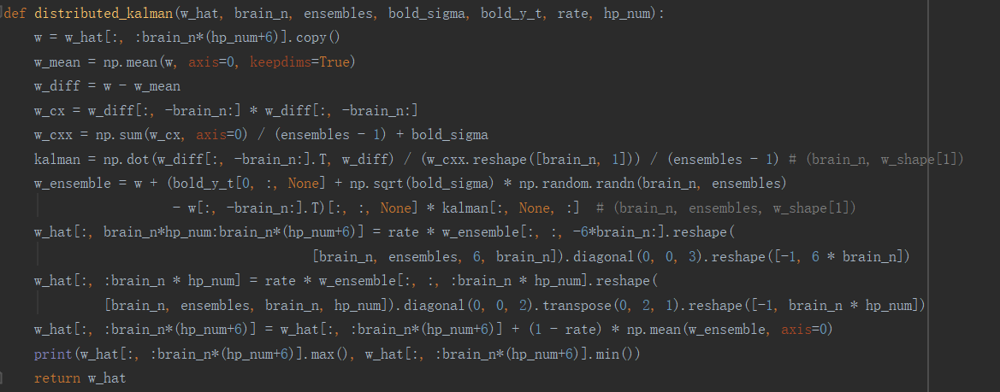 def distributed_kalman(w_hat, brain_n, ensembles, bold_sigma, bold_y_t, rate, hp_num):
    w = w_hat[:, :brain_n*(hp_num+6)].copy()
    w_mean = np.mean(w, axis=0, keepdims=True)
    w_diff = w - w_mean
    w_cx = w_diff[:, -brain_n:] * w_diff[:, -brain_n:]
    w_cxx = np.sum(w_cx, axis=0) / (ensembles - 1) + bold_sigma
    kalman = np.dot(w_diff[:, -brain_n:].T, w_diff) / (w_cxx.reshape([brain_n, 1])) / (ensembles - 1) # (brain_n, w_shape[1])
    w_ensemble = w + (bold_y_t[0, :, None] + np.sqrt(bold_sigma) * np.random.randn(brain_n, ensembles)
                      - w[:, -brain_n:].T)[:, :, None] * kalman[:, None, :]  # (brain_n, ensembles, w_shape[1])
    w_hat[:, brain_n*hp_num:brain_n*(hp_num+6)] = rate * w_ensemble[:, :, -6*brain_n:].reshape(
                                        [brain_n, ensembles, 6, brain_n]).diagonal(0, 0, 3).reshape([-1, 6 * brain_n])
    w_hat[:, :brain_n * hp_num] = rate * w_ensemble[:, :, :brain_n * hp_num].reshape(
             [brain_n, ensembles, brain_n, hp_num]).diagonal(0, 0, 2).transpose(0, 2, 1).reshape([-1, brain_n * hp_num])
    w_hat[:, :brain_n*(hp_num+6)] = w_hat[:, :brain_n*(hp_num+6)] + (1 - rate) * np.mean(w_ensemble, axis=0)
    print(w_hat[:, :brain_n*(hp_num+6)].max(), w_hat[:, :brain_n*(hp_num+6)].min())
    return w_hat